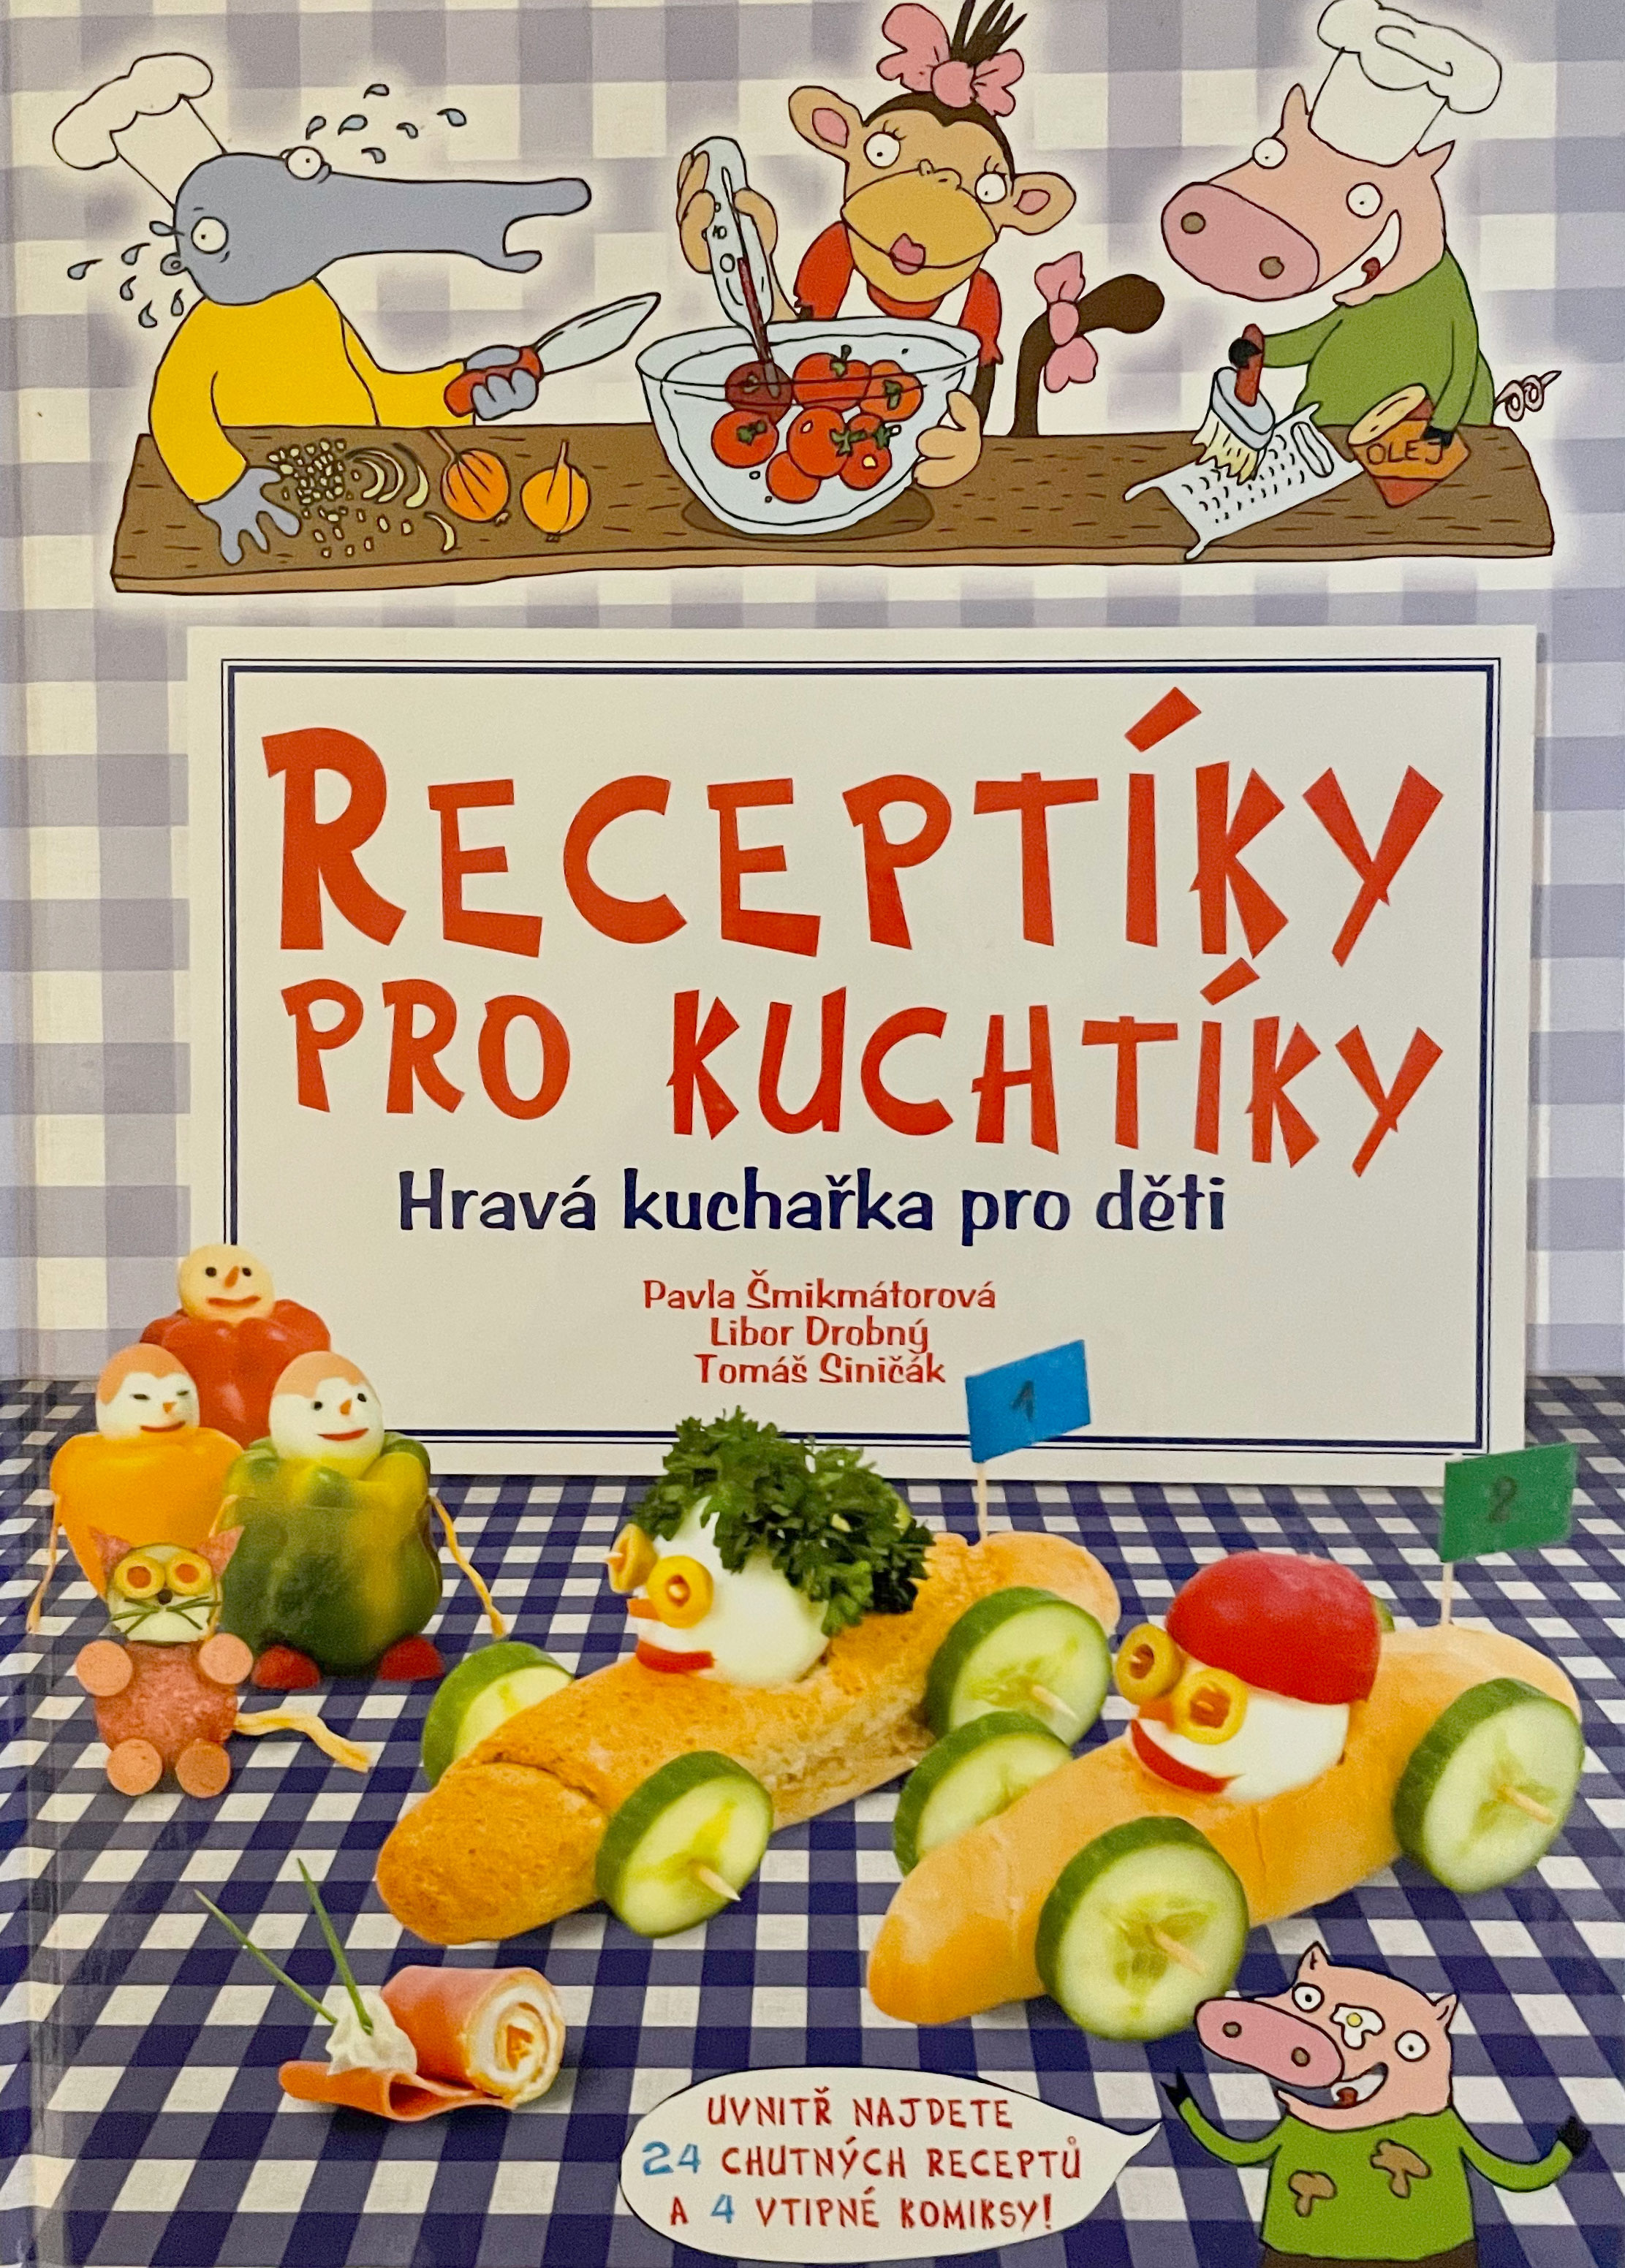 OLEJ
RECEPTÍKY
PRO KUCHTÍKY
Hravá kuchařka pro děti
Pavla Šmikmátorová
Libor Drobný
Tomáš Siničák
1
2
UVNITŘ NAJDETE
24 CHUTNÝCH RECEPTŮ
A 4 VTIPNÉ KOMIKSY!